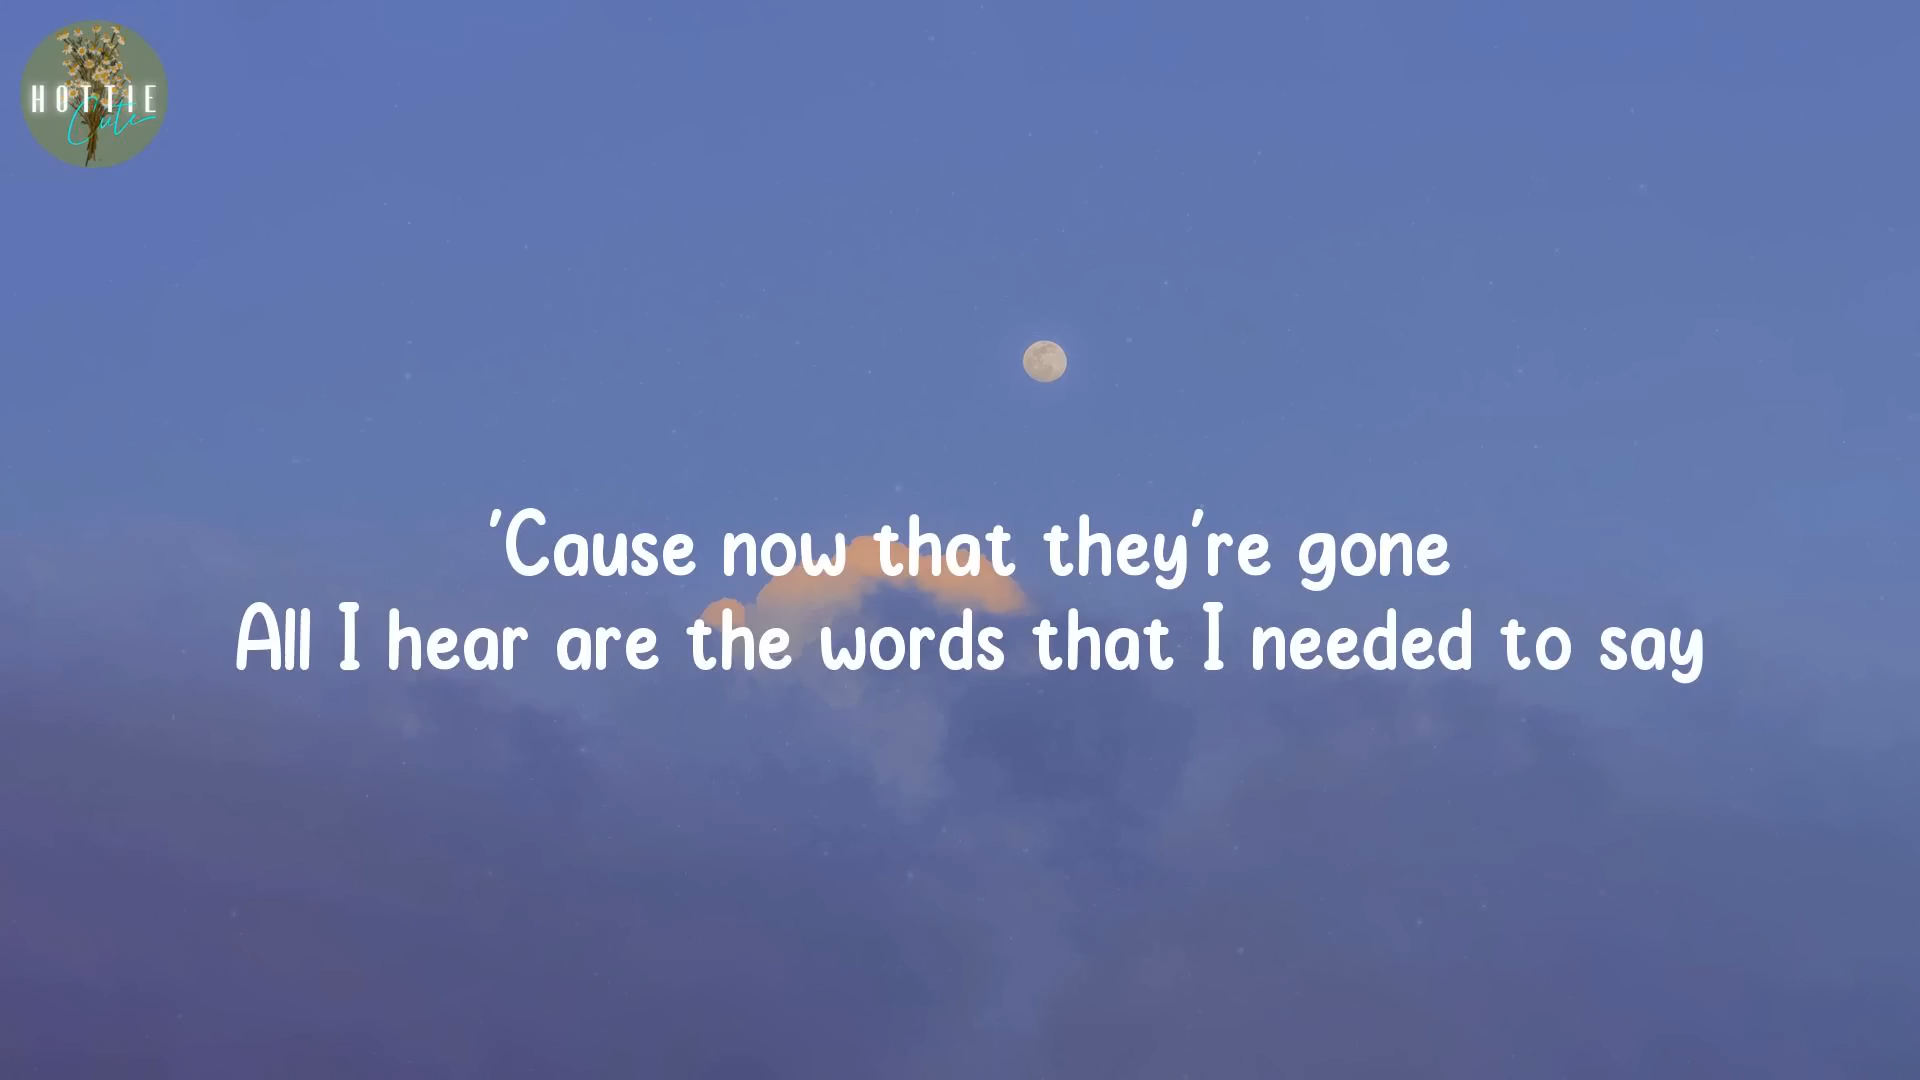 HOTTIE
Cute
'Cause now that they're gone
All I hear are the words that I needed to say